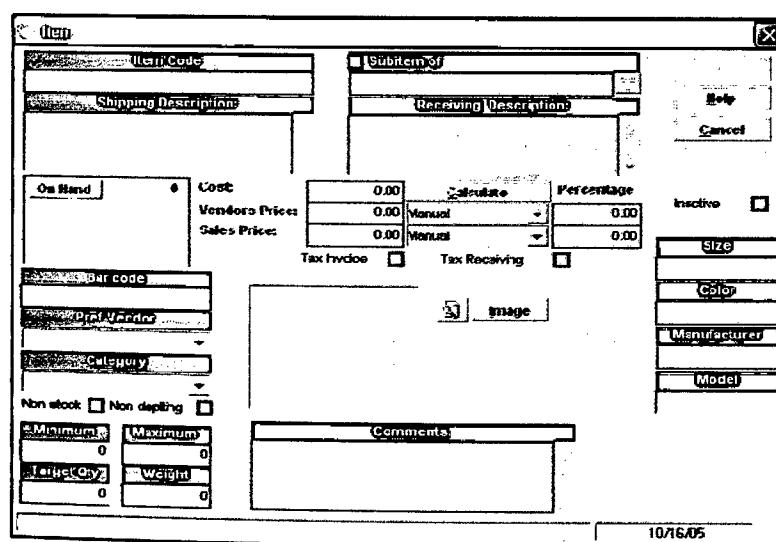 Item
Item Code
Subitem of
Shipping Description:
Receiving Description:
Help
Cancel
On Hand
Cost:
0.00
Calculate
Percentage
Vendors Price:
0.00
Manual
0.00
Sales Price:
0.00
Manual
0.00
Inactive
Tax Invoice
Tax Receiving
Size
Bar code
Color
Pref Vendor
Image
Manufacturer
Category
Model
Non stock
Non depiting
Minimum
0
Maximum
0
Comments
Target Qty
0
Weight
0
10/16/05